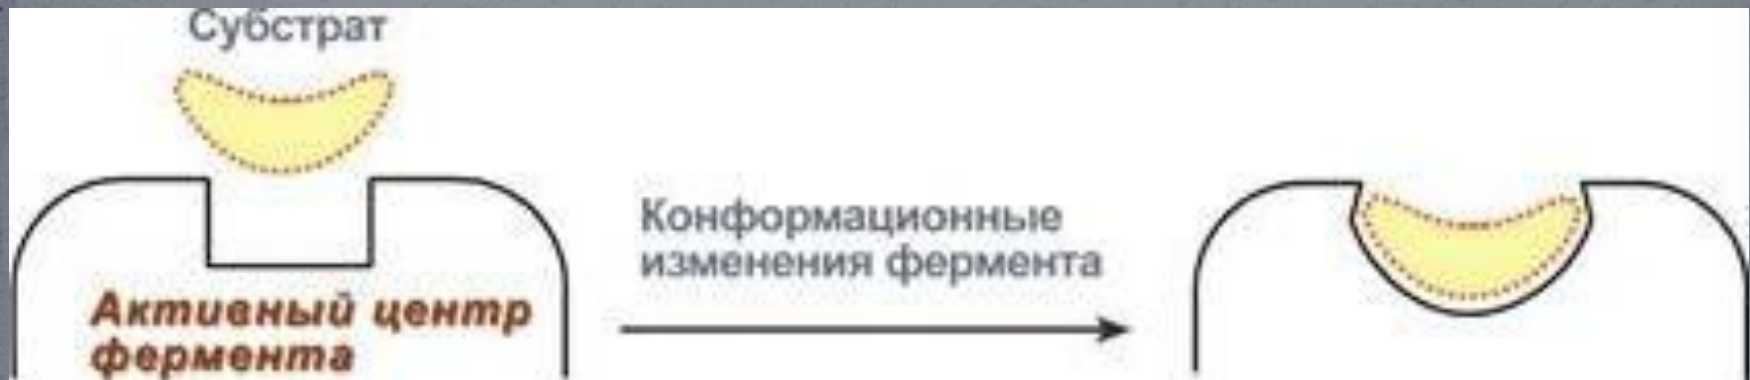 Субстрат
Конформационные
изменения фермента
Активный центр
фермента